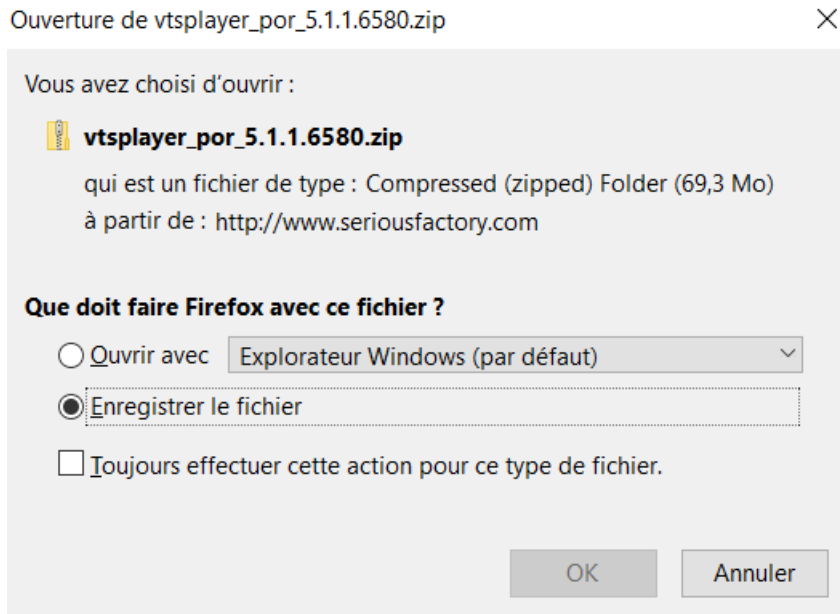 Ouverture de vtsplayer_por_5.1.1.6580.zip
Vous avez choisi d’ouvrir :
vtsplayer_por_5.1.1.6580.zip
qui est un fichier de type : Compressed (zipped) Folder (69,3 Mo)
à partir de : http://www.seriousfactory.com
Que doit faire Firefox avec ce fichier ?
Ouvrir avec Explorateur Windows (par défaut)
Enregistrer le fichier
Toujours effectuer cette action pour ce type de fichier.
OK Annuler